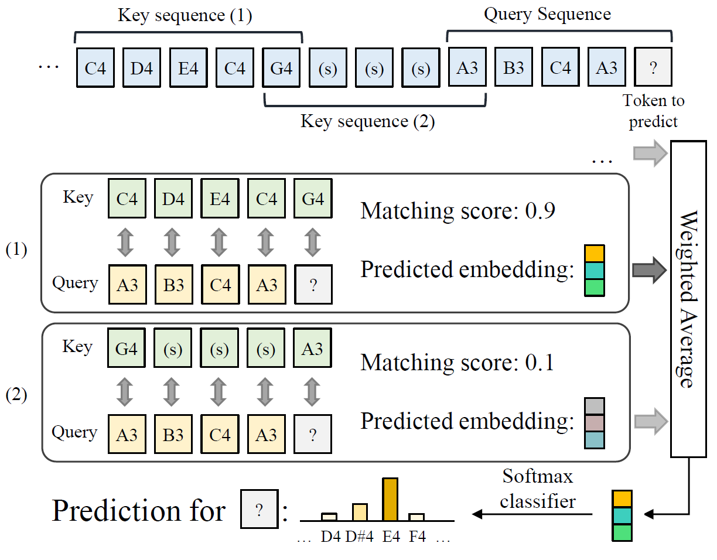 Key sequence (1) Query Sequence
... C4 D4 E4 C4 G4 (s) (s) (s) A3 B3 C4 A3 ?
Key sequence (2)
Token to
predict
...
(1)
Key C4 D4 E4 C4 G4
Matching score: 0.9
Query A3 B3 C4 A3 ?
Predicted embedding:
(2)
Key G4 (s) (s) (s) A3
Matching score: 0.1
Query A3 B3 C4 A3 ?
Predicted embedding:
Weighted Average
Prediction for ? :
... D4 D#4 E4 F4 ...
Softmax
classifier